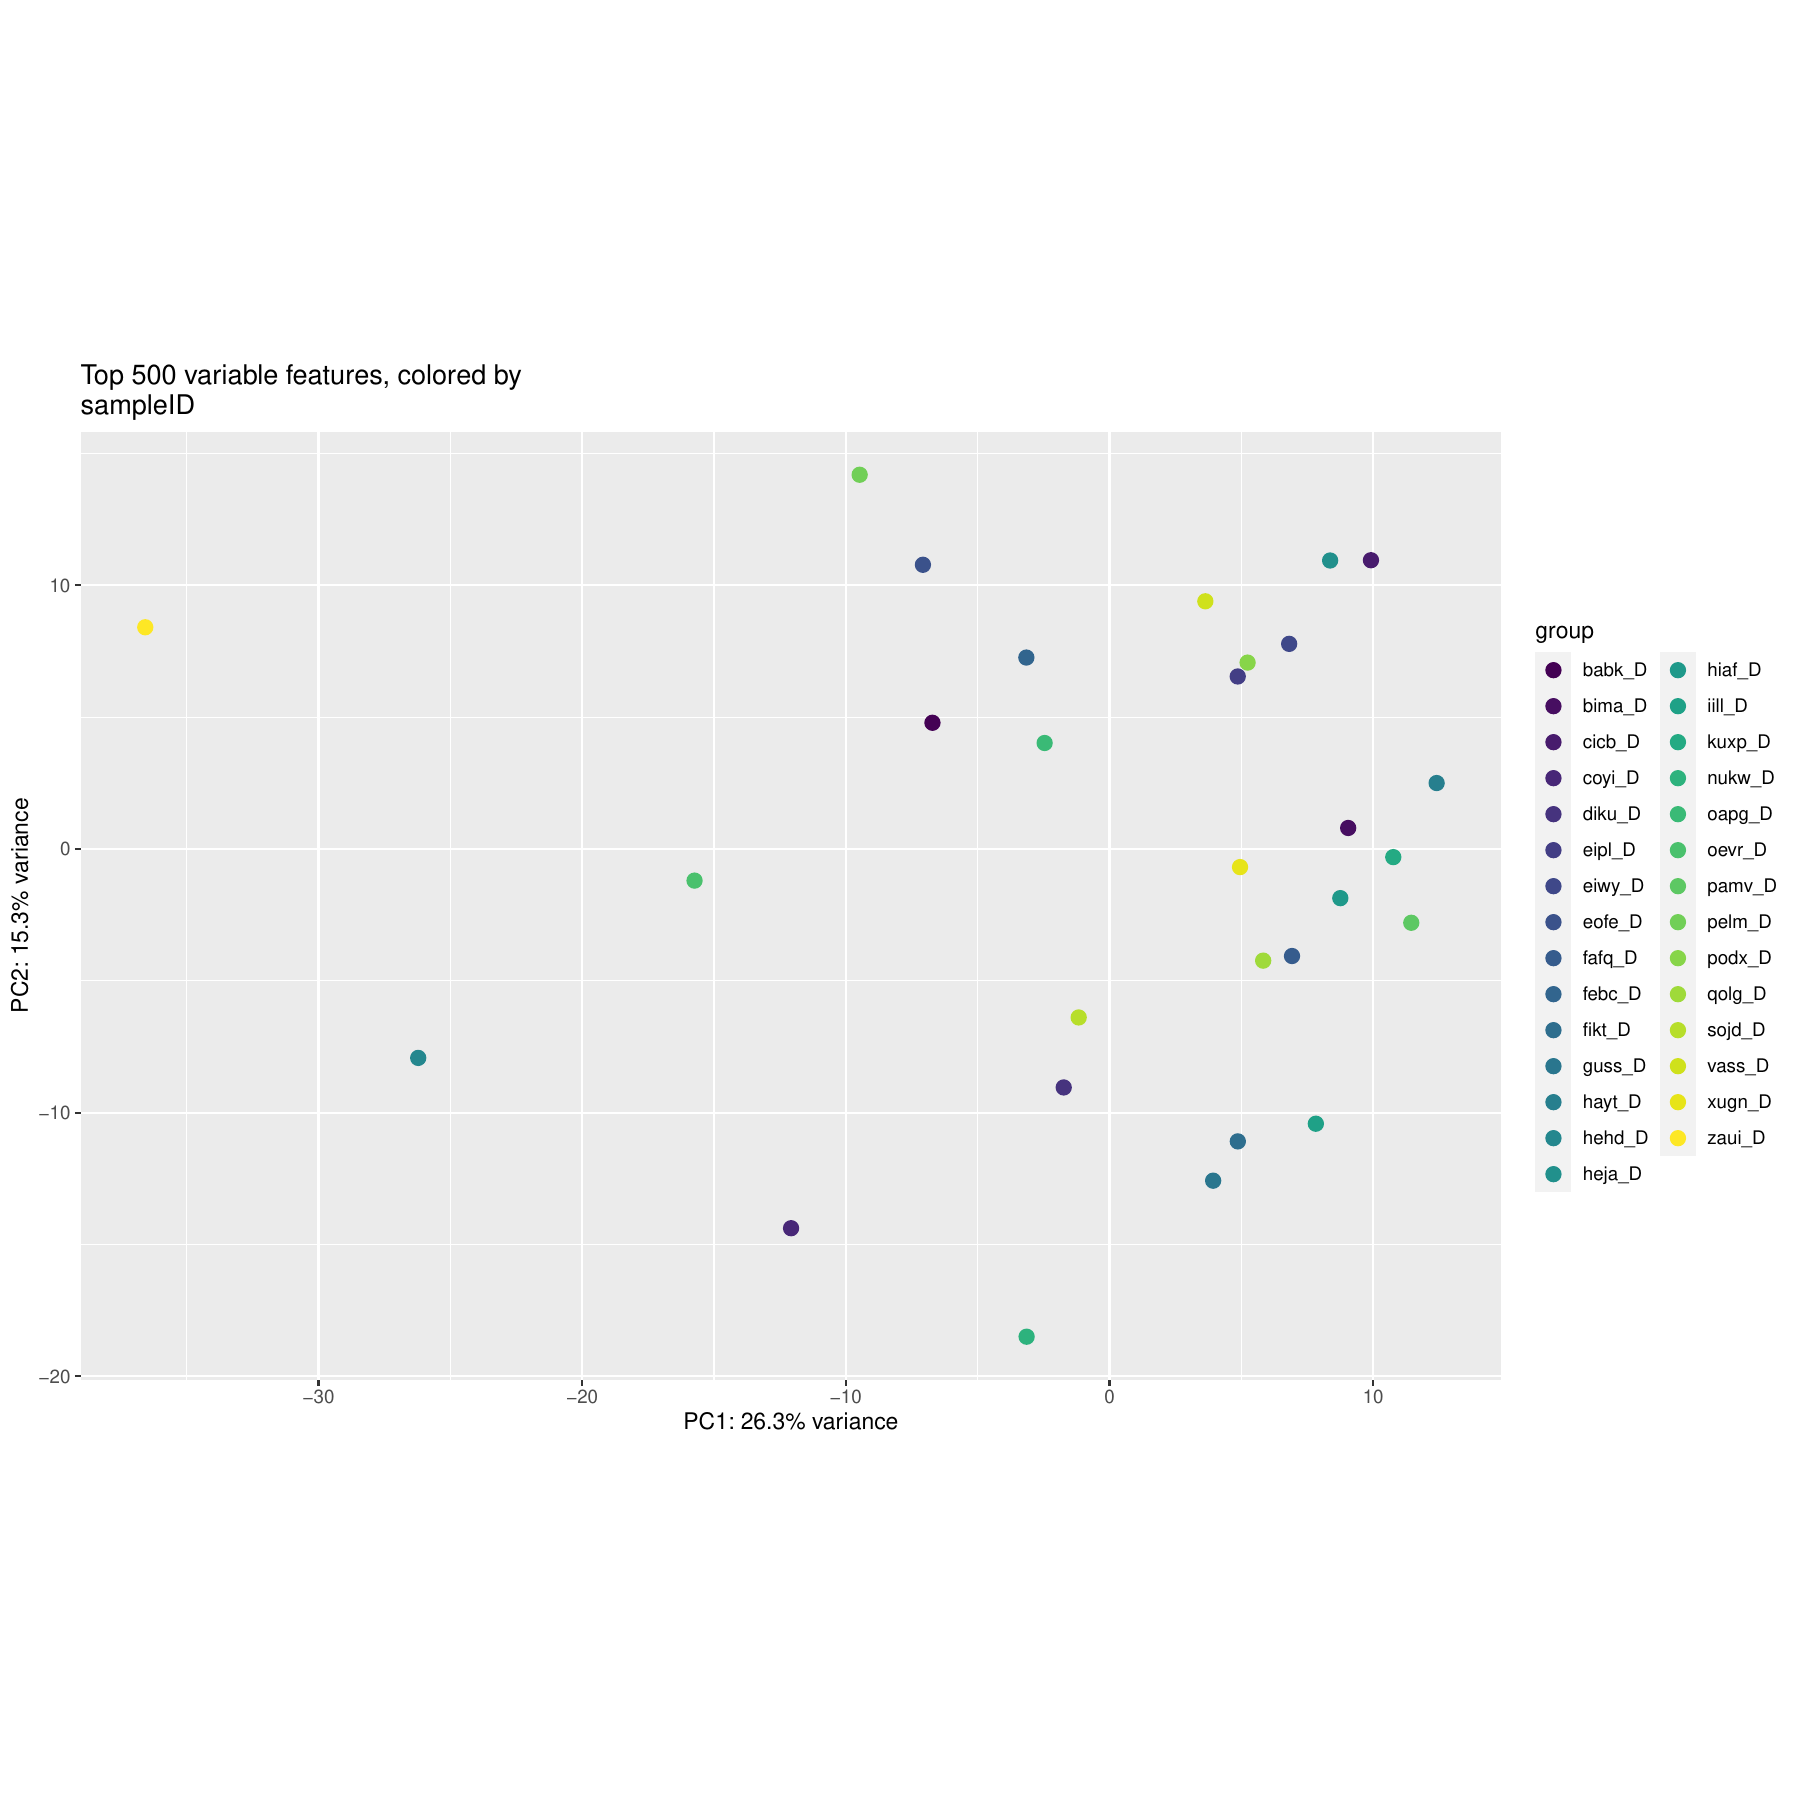 Top 500 variable features, colored by
sampleID
PC2: 15.3% variance
10
0
−10
−20
−30
−20
−10
0
10
PC1: 26.3% variance
group
babk_D
bima_D
cicb_D
coyi_D
diku_D
eipl_D
eiwy_D
eofe_D
fafq_D
febc_D
fikt_D
guss_D
hayt_D
hehd_D
heja_D
hiaf_D
iill_D
kuxp_D
nukw_D
oapg_D
oevr_D
pamv_D
pelm_D
podx_D
qolg_D
sojd_D
vass_D
xugn_D
zaui_D